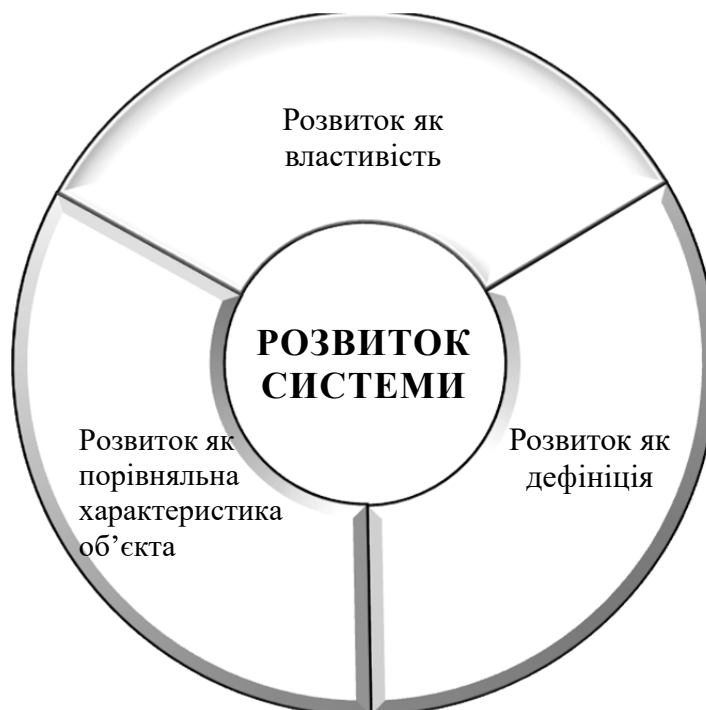 Розвиток як
властивість
РОЗВИТОК
СИСТЕМИ
Розвиток як
порівняльна
характеристика
об’єкта
Розвиток як
дефініція